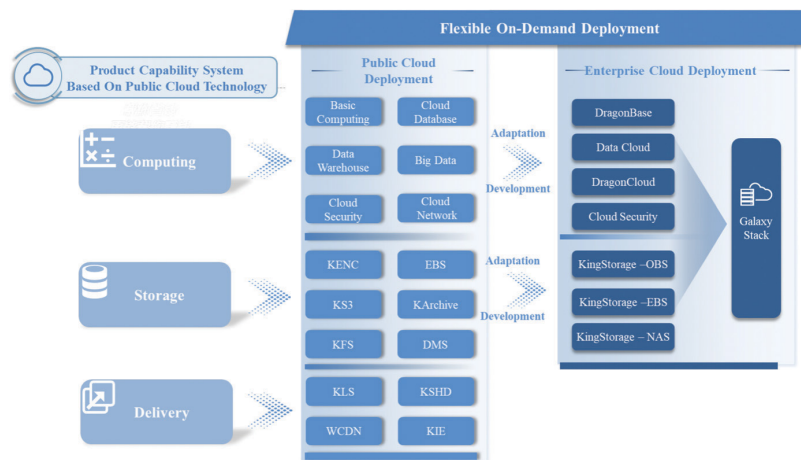 Flexible On-Demand Deployment
Product Capability System
Based On Public Cloud Technology
Public Cloud
Deployment
Enterprise Cloud Deployment
Computing
Basic
Computing
Cloud
Database
Data
Warehouse
Big Data
Cloud
Security
Cloud
Network
Adaptation
Development
DragonBase
Data Cloud
DragonCloud
Cloud Security
Galaxy
Stack
Storage
KENC
EBS
KS3
KArchive
KFS
DMS
Adaptation
Development
KingStorage –OBS
KingStorage –EBS
KingStorage – NAS
Delivery
KLS
KSHD
WCDN
KIE